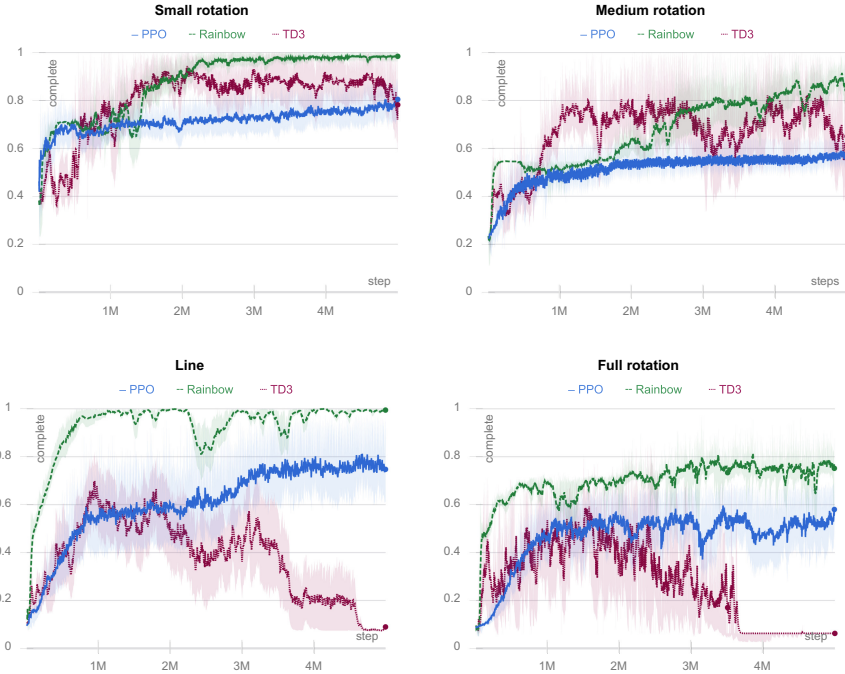 Small rotation
PPO Rainbow TD3
1
complete
0.8
0.6
0.4
0.2
0
step
1M 2M 3M 4M
Medium rotation
PPO Rainbow TD3
1
complete
0.8
0.6
0.4
0.2
0
steps
1M 2M 3M 4M
Line
PPO Rainbow TD3
1
complete
0.8
0.6
0.4
0.2
0
step
1M 2M 3M 4M
Full rotation
PPO Rainbow TD3
1
complete
0.8
0.6
0.4
0.2
0
step
1M 2M 3M 4M